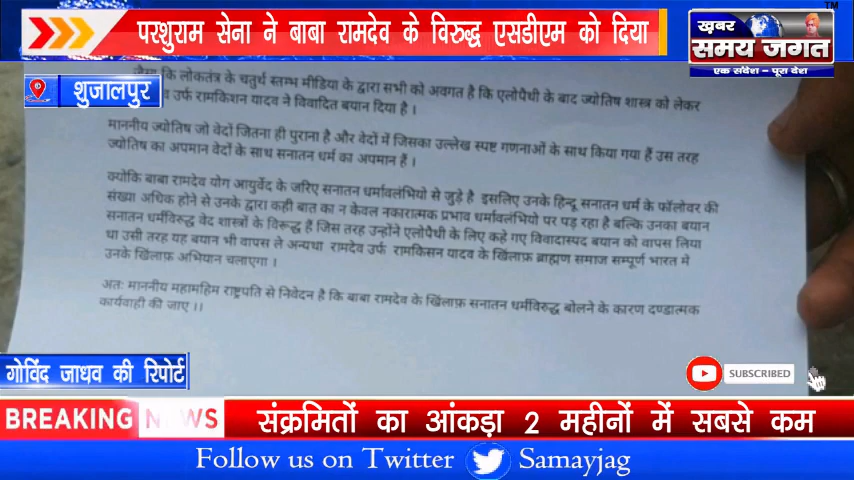 परशुराम सेना ने बाबा रामदेव के विरुद्ध एसडीएम को दिया
ख़बर
समय जगत
एक संदेश - पूरा देश
TM
शुजालपुर
कि लोकतंत्र के चतुर्थ स्तम्भ मीडिया के द्वारा सभी को अवगत है कि एलोपैथी के बाद ज्योतिष शास्त्र को लेकर
उर्फ रामकिशन यादव ने विवादित बयान दिया है ।
माननीय ज्योतिष जो वेदों जितना ही पुराना है और वेदों में जिसका उल्लेख स्पष्ट गणनाओं के साथ किया गया हैं उस तरह
ज्योतिष का अपमान वेदों के साथ सनातन धर्म का अपमान हैं ।
क्योकि बाबा रामदेव योग आयुर्वेद के जरिए सनातन धर्मावलंभियो से जुड़े है इसलिए उनके हिन्दू सनातन धर्म के फॉलोवर की
संख्या अधिक होने से उनके द्वारा कही बात का न केवल नकारात्मक प्रभाव धर्मावलंभियो पर पड़ रहा है बल्कि उनका बयान
सनातन धर्मविरुद्ध वेद शास्त्रों के विरूद्ध हैं जिस तरह उन्होंने एलोपैथी के लिए कहे गए विवादास्पद बयान को वापस लिया
था उसी तरह यह बयान भी वापस ले अन्यथा रामदेव उर्फ रामकिसन यादव के खिलाफ़ ब्राह्मण समाज सम्पूर्ण भारत में
उनके खिलाफ़ अभियान चलाएगा ।
अतः माननीय महामहिम राष्ट्रपति से निवेदन है कि बाबा रामदेव के खिलाफ़ सनातन धर्मविरुद्ध बोलने के कारण दण्डात्मक
कार्यवाही की जाए ।।
गोविंद जाधव की रिपोर्ट
SUBSCRIBED
BREAKING NEWS
संक्रमितों का आंकड़ा 2 महीनों में सबसे कम
Follow us on Twitter Samayjag